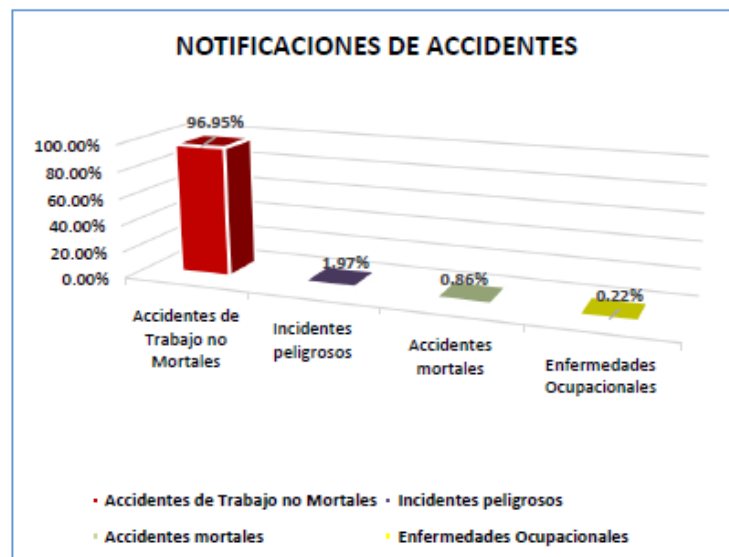 NOTIFICACIONES DE ACCIDENTES
96.95%
100.00%
80.00%
60.00%
40.00%
20.00%
0.00%
1.97%
0.86%
0.22%
Accidentes de
Trabajo no
Mortales
Incidentes
peligrosos
Accidentes
mortales
Enfermedades
Ocupacionales
Accidentes de Trabajo no Mortales
Incidentes peligrosos
Accidentes mortales
Enfermedades Ocupacionales